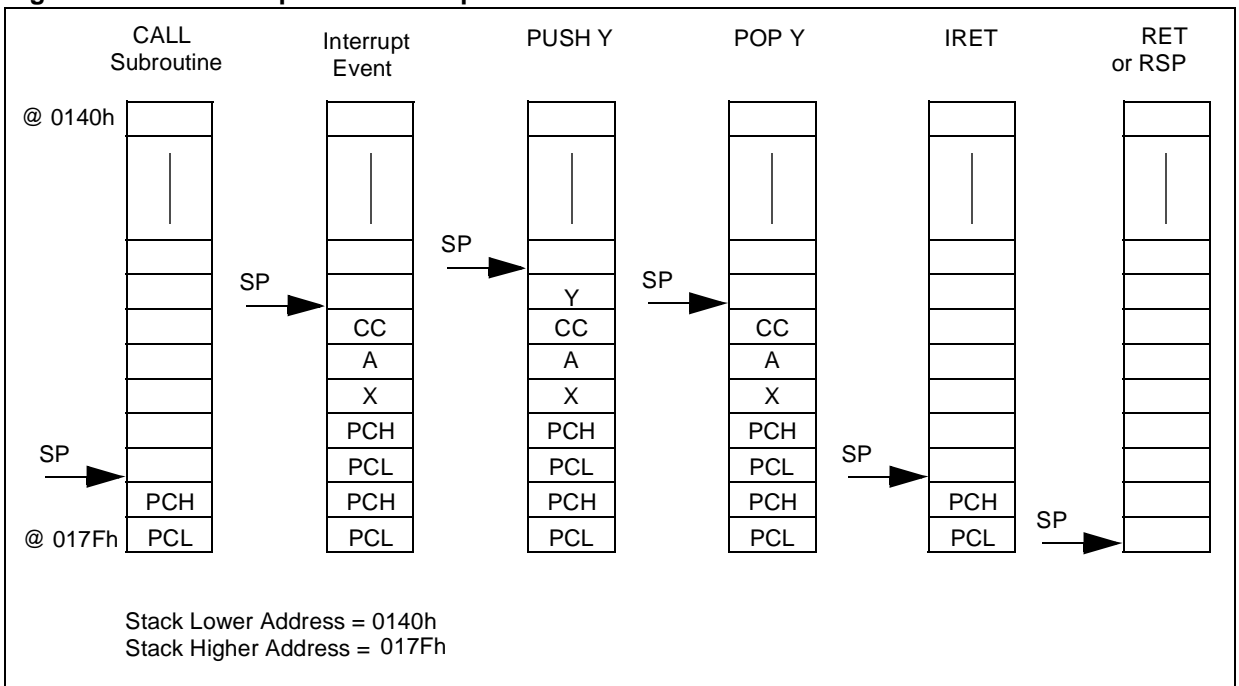 CALL
Subroutine
Interrupt
Event
PUSH Y
POP Y
IRET
RET
or RSP
@ 0140h
SP
PCH
@ 017Fh PCL
SP
CC
A
X
PCH
PCL
PCH
PCL
SP
Y
CC
A
X
PCH
PCL
PCH
PCL
SP
CC
A
X
PCH
PCL
PCH
PCL
SP
PCH
PCL
SP
Stack Lower Address = 0140h
Stack Higher Address = 017Fh